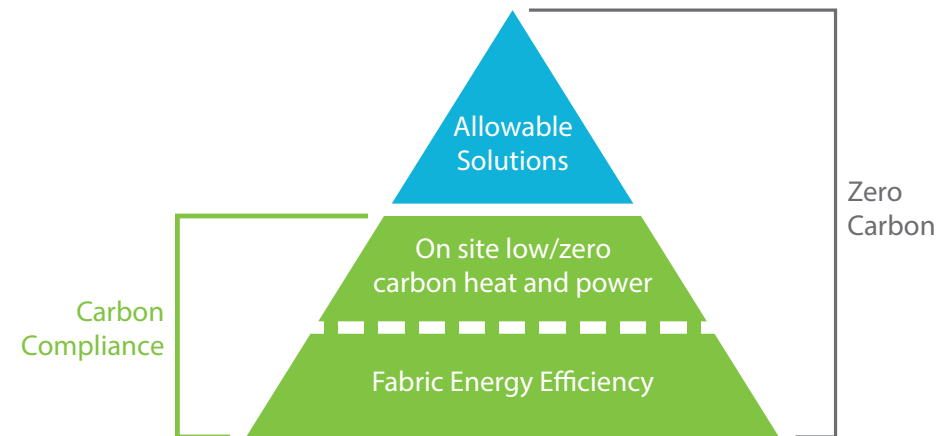 Allowable
Solutions
Zero
Carbon
On site low/zero
carbon heat and power
Carbon
Compliance
Fabric Energy Efficiency